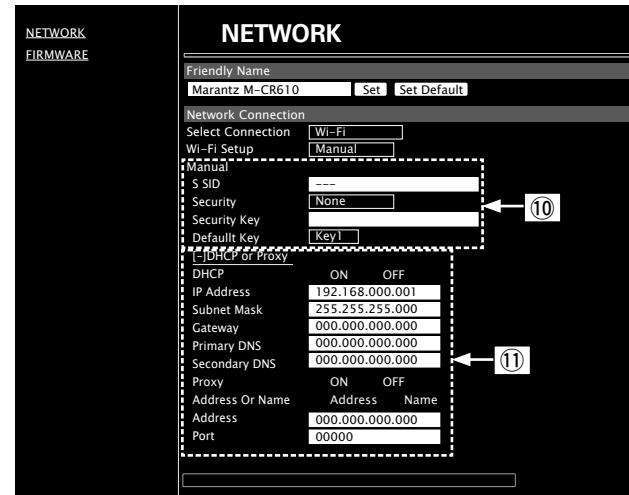 NETWORK
FIRMWARE
NETWORK
Friendly Name
Marantz M-CR610 Set Set Default
Network Connection
Select Connection Wi-Fi
Wi-Fi Setup Manual
Manual
S SID ---
Security None
Security Key
Defaullt Key Key1
⑩
[-]DHCP or Proxy
DHCP ON OFF
IP Address 192.168.000.001
Subnet Mask 255.255.255.000
Gateway 000.000.000.000
Primary DNS 000.000.000.000
Secondary DNS 000.000.000.000
⑪
Proxy ON OFF
Address Or Name Address Name
Address 000.000.000.000
Port 00000